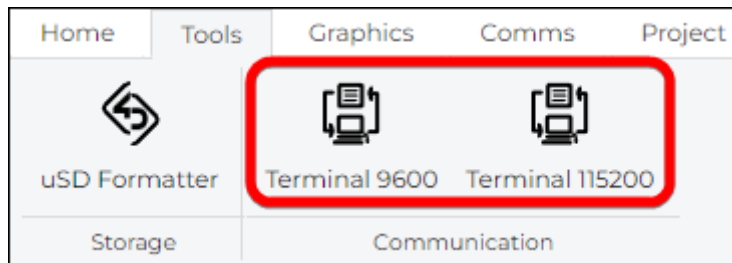 Home Tools Graphics Comms Project
uSD Formatter Terminal 9600 Terminal 115200
Storage Communication